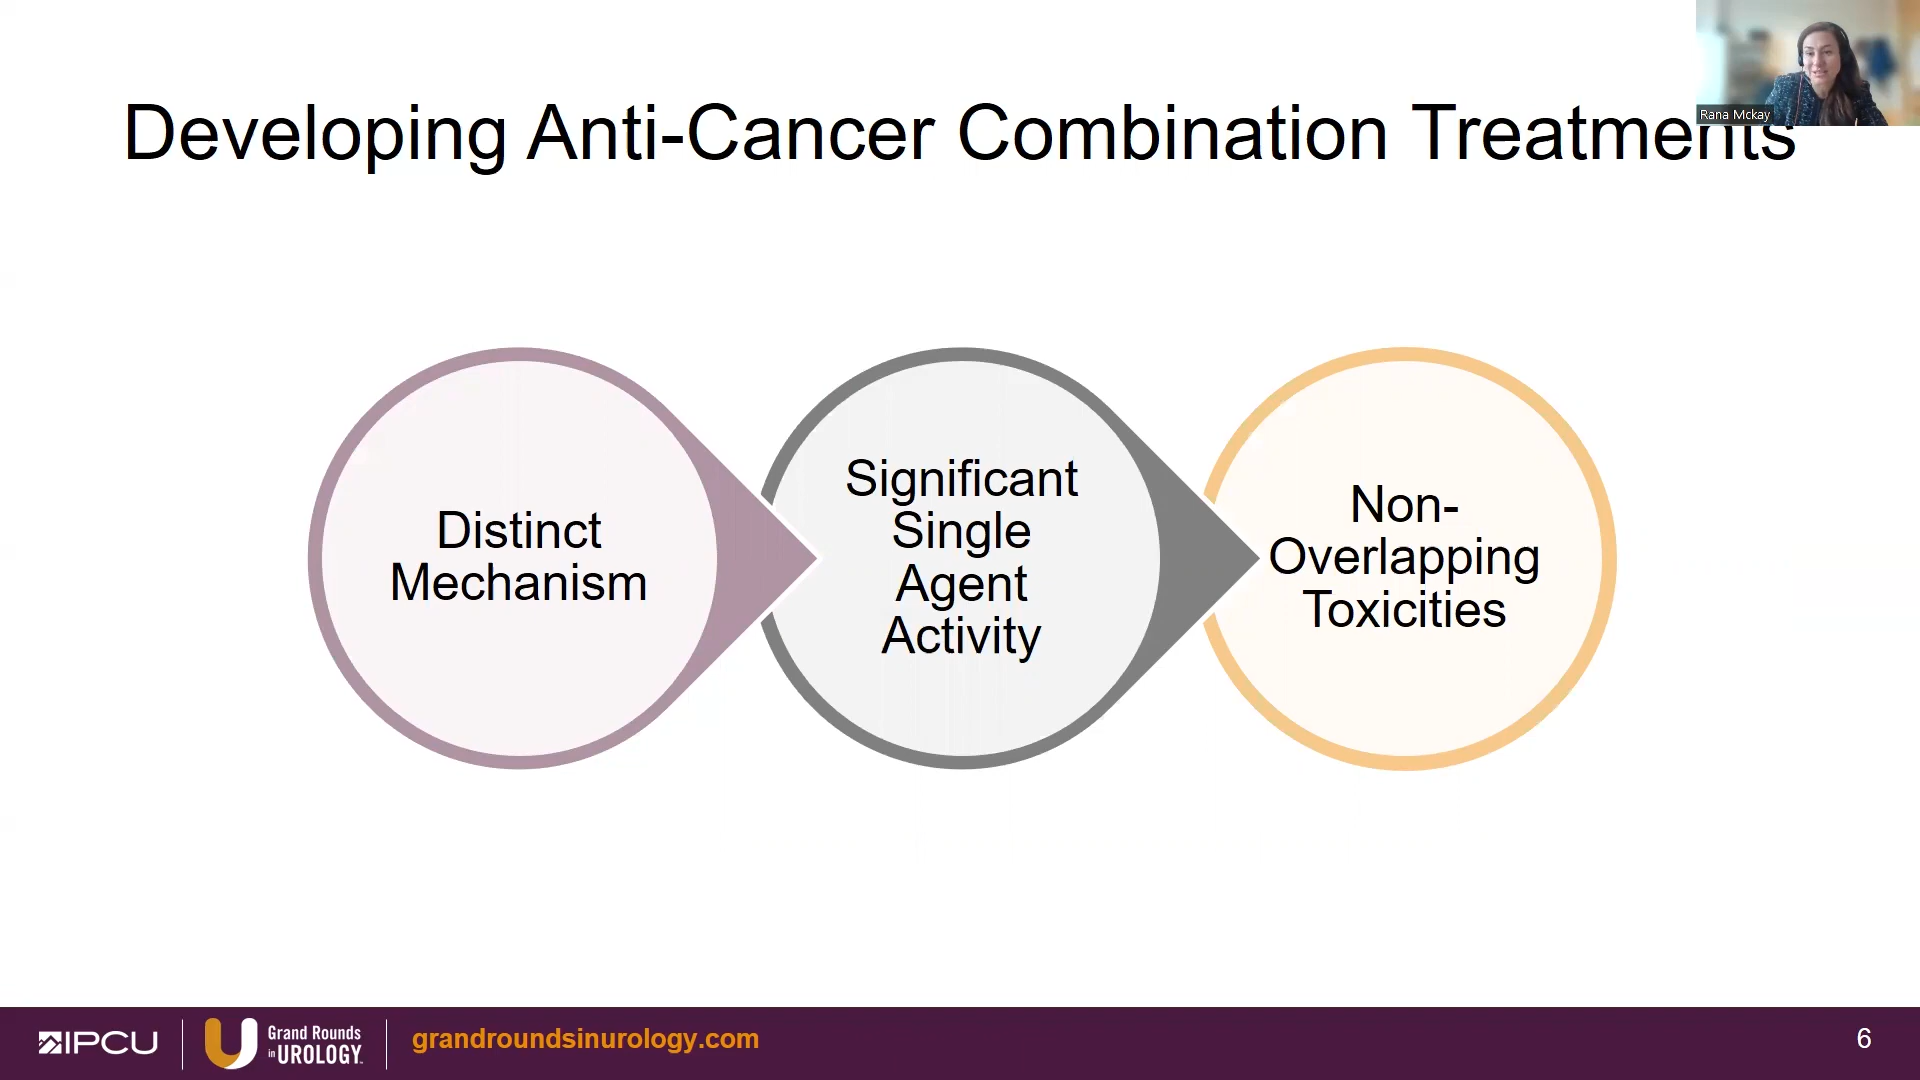 Developing Anti-Cancer Combination Treatments
Rana Mckay
Distinct
Mechanism
Significant
Single
Agent
Activity
Non-
Overlapping
Toxicities
IPCU
Grand Rounds
in UROLOGY
grandroundsinurology.com
6